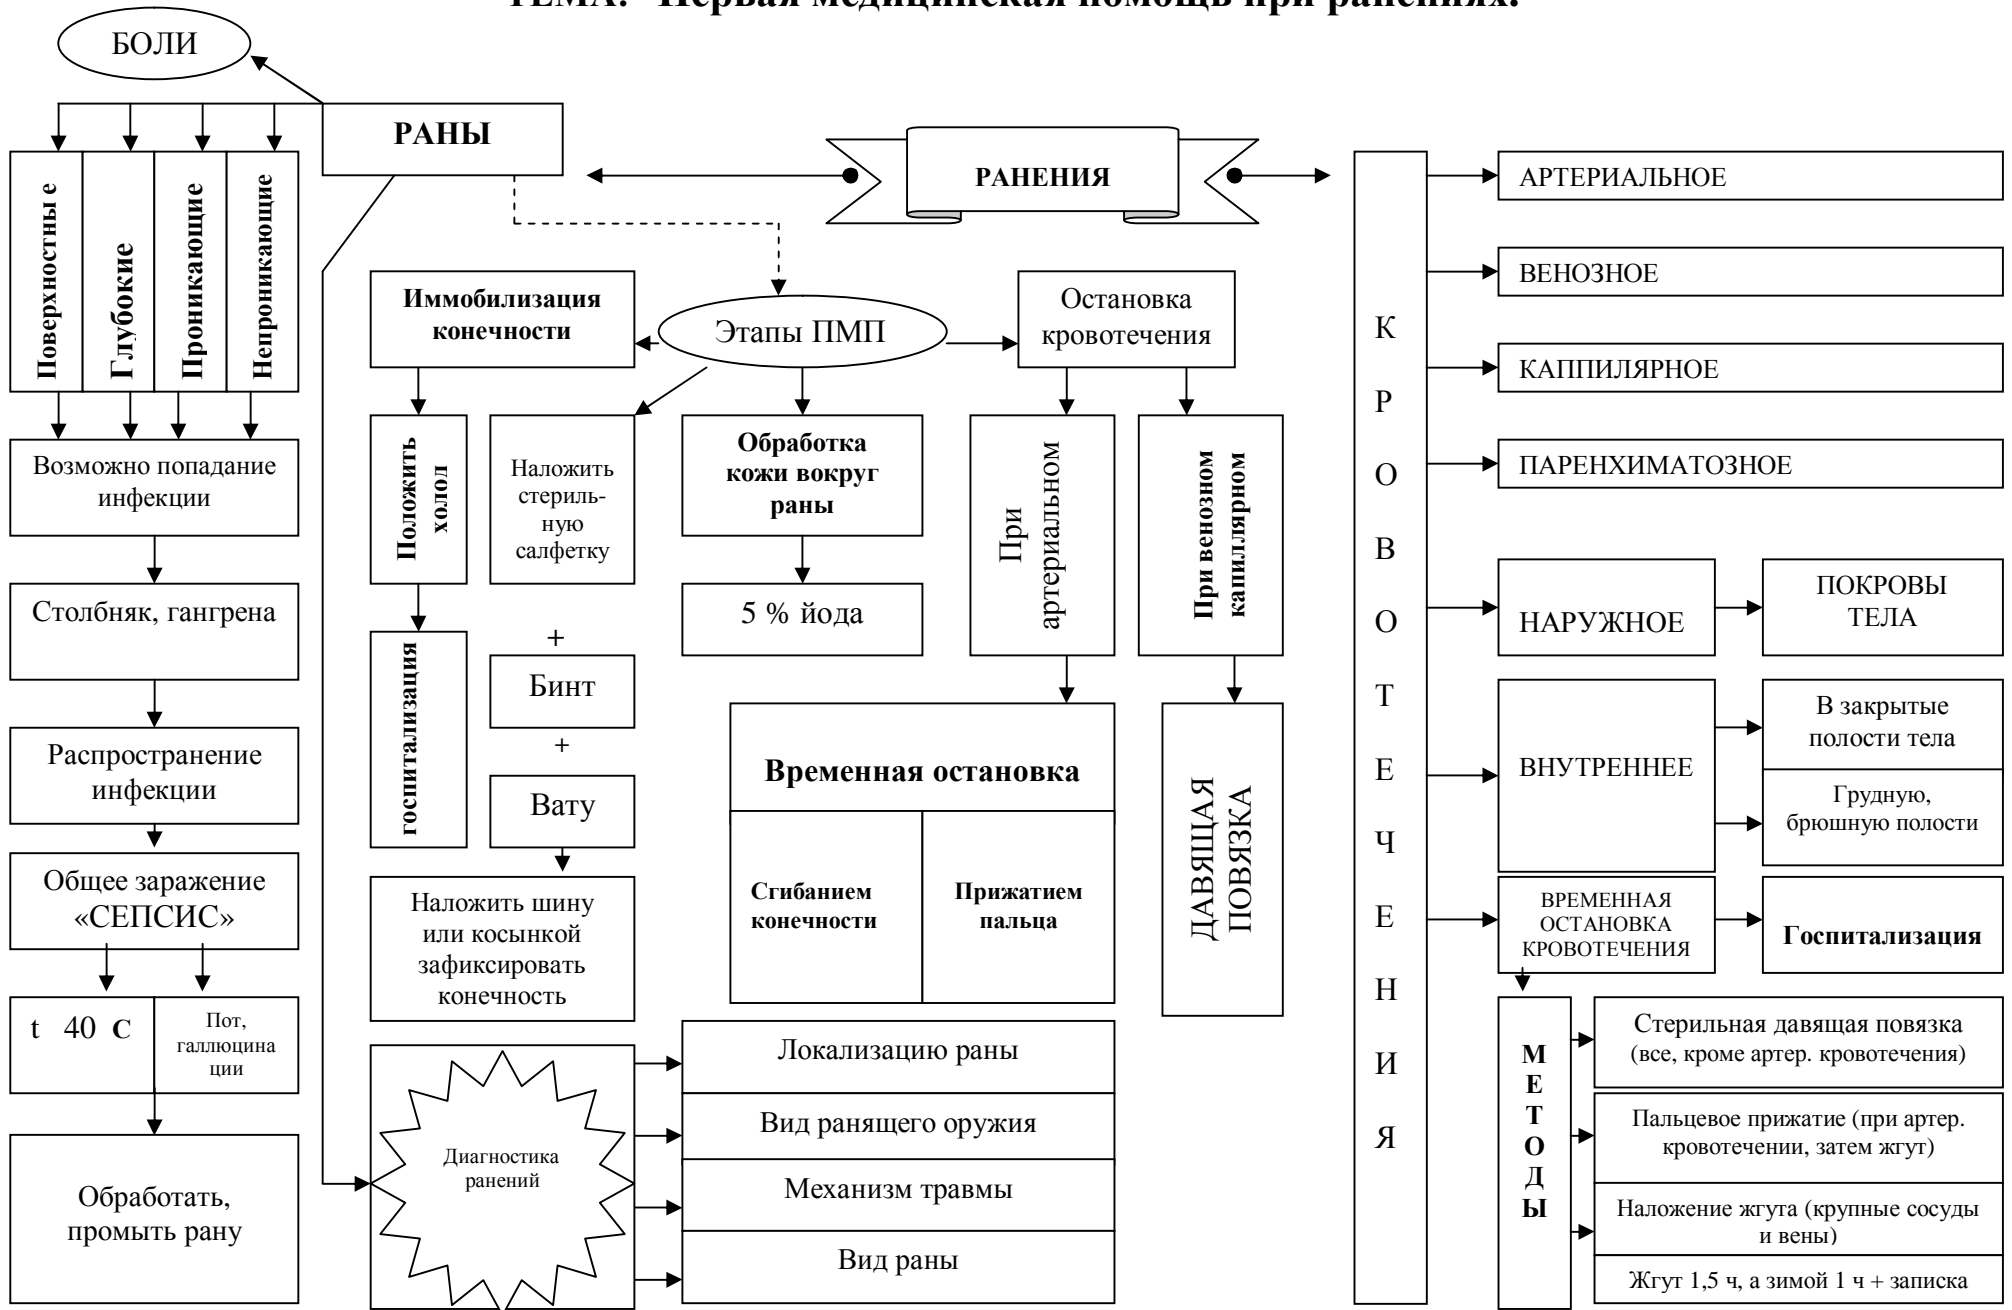 ТЕМА: Первая медицинская помощь при ранениях.
БОЛИ
РАНЫ
РАНЕНИЯ
Поверхностны е
Глубокие
Проникающие
Непроникающие
Возможно попадание
инфекции
Столбняк, гангрена
Распространение
инфекции
Общее заражение
«СЕПСИС»
t 40 С
Пот,
галлюцина
ции
Обработать,
промыть рану
Этапы ПМП
Иммобилизация
конечности
Положить
холод
госпитализация
Наложить
стериль-
ную
салфетку
+
Бинт
+
Вату
Наложить шину
или косынкой
зафиксировать
конечность
Обработка
кожи вокруг
раны
5 % йода
Остановка
кровотечения
При
артериальном
При венозном
капиллярном
Временная остановка
Сгибанием
конечности
Прижатием
пальца
ДАВЯЩАЯ
ПОВЯЗКА
Диагностика
ранений
Локализацию раны
Вид ранящего оружия
Механизм травмы
Вид раны
К
Р
О
В
О
Т
Е
Ч
Е
Н
И
Я
АРТЕРИАЛЬНОЕ
ВЕНОЗНОЕ
КАППИЛЯРНОЕ
ПАРЕНХИМАТОЗНОЕ
НАРУЖНОЕ
ПОКРОВЫ
ТЕЛА
ВНУТРЕННЕЕ
В закрытые
полости тела
Грудную,
брюшную полости
ВРЕМЕННАЯ
ОСТАНОВКА
КРОВОТЕЧЕНИЯ
Госпитализация
М
Е
Т
О
Д
Ы
Стерильная давящая повязка
(все, кроме артер. кровотечения)
Пальцевое прижатие (при артер.
кровотечении, затем жгут)
Наложение жгута (крупные сосуды
и вены)
Жгут 1,5 ч, а зимой 1 ч + записка